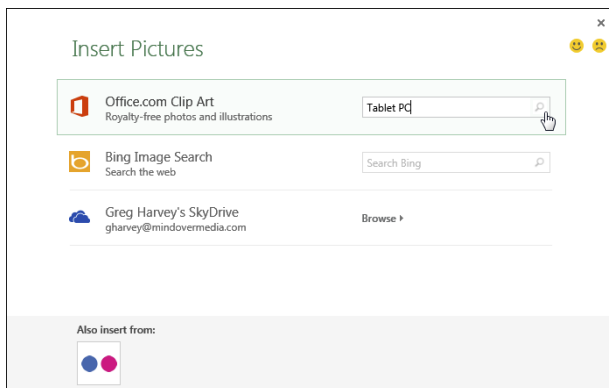 Insert Pictures
Office.com Clip Art
Royalty-free photos and illustrations
Tablet PC
Bing Image Search
Search the web
Search Bing
Greg Harvey's SkyDrive
gharvey@mindovermedia.com
Browse
Also insert from: